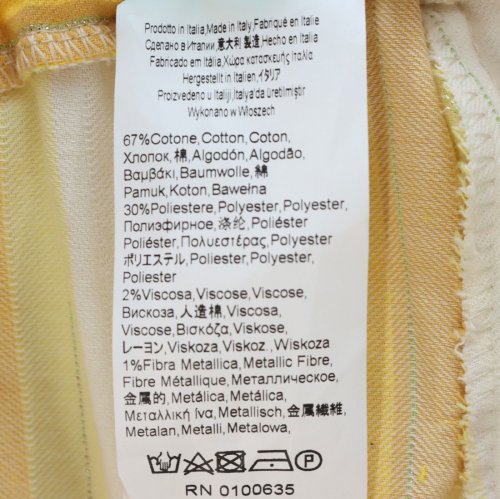 Prodotto in Italia,Made in Italy,Fabriqué en Italie
Сделано в Италии,意大利製造,Hecho en Italia
Fabricado em Itália,Χώρα κατασκευής Ιταλία
Hergestellt in Italien,イタリア
Proizvedeno u Italiji,Italya'da üretilmiştir
Wykonano w Włoszech
67%Cotone,Cotton,Coton,
Хлопок,棉,Algodón,Algodão,
Βαμβάκι,Baumwolle,綿
Pamuk,Koton,Bawełna
30%Poliestere,Polyester,Polyester,
Полиэфирное,涤纶,Poliéster
Poliéster,Πολυεστέρας,Polyester
ポリエステル,Poliester,Polyester,
Poliester
2%Viscosa,Viscose,Viscose,
Вискоза,人造棉,Viscosa,
Viscose,Βισκόζα,Viskose,
レーヨン,Viskoza,Viskoz.,Wiskoza
1%Fibra Metallica,Metallic Fibre,
Fibre Métallique,Металлическое,
金属的,Metálica,Metálica,
Μεταλλική ίνα,Metallisch,金属繊維,
Metalan,Metalli,Metalowa,
RN 0100635